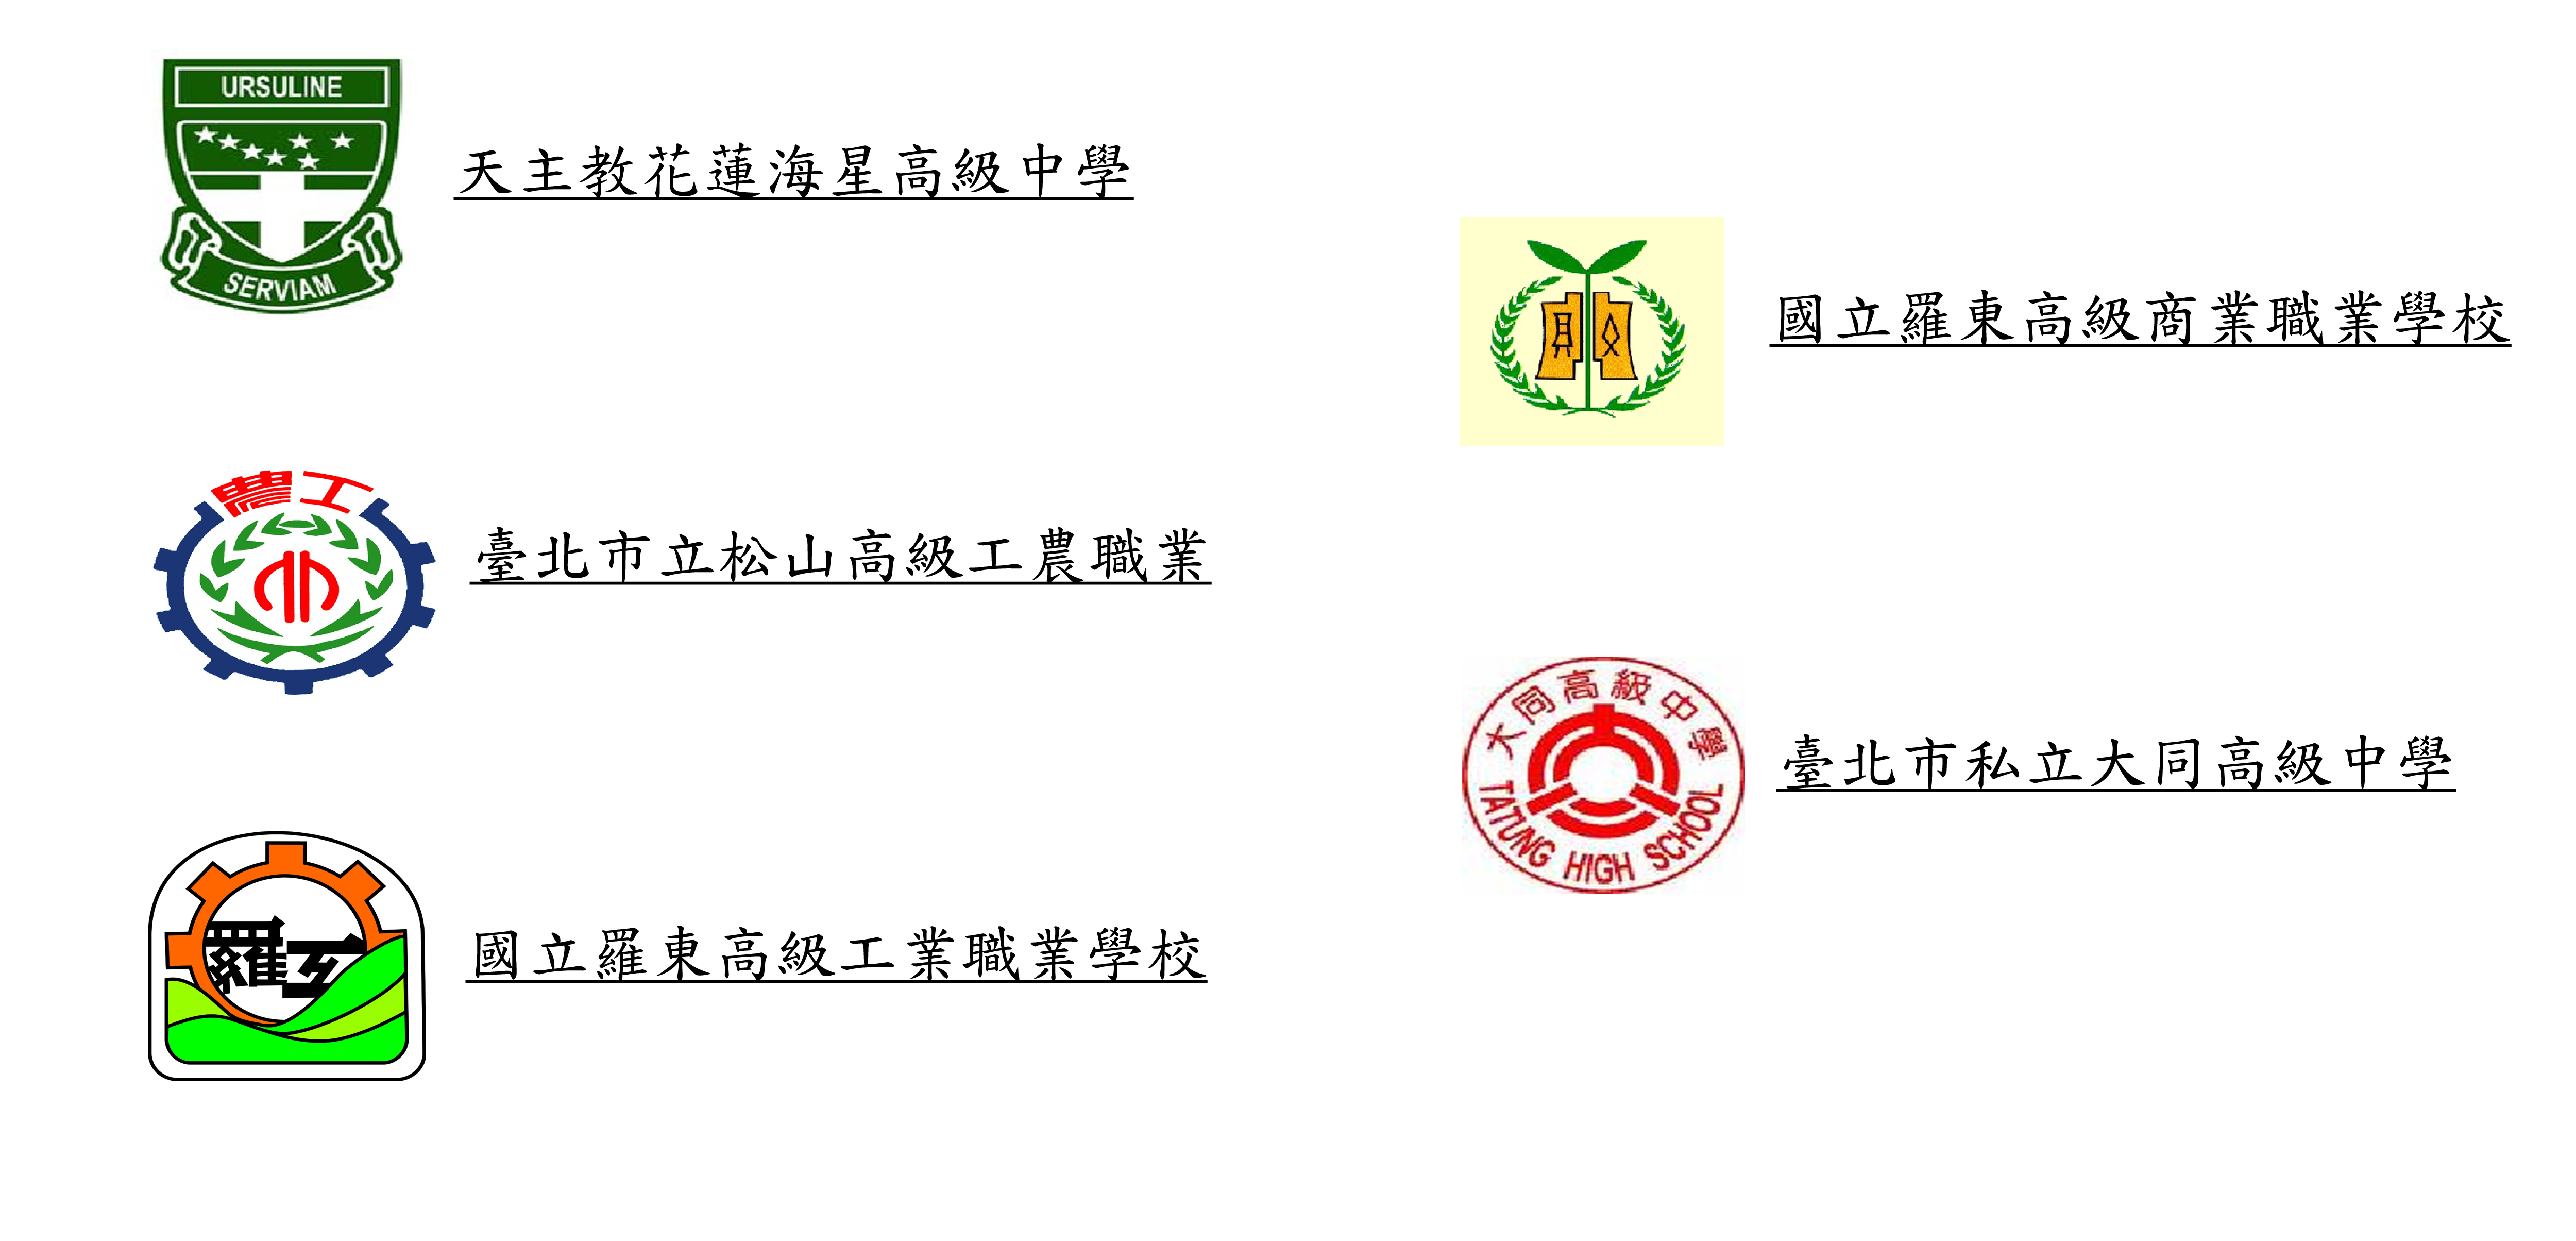 URSULINE
SERVIAM
天主教花蓮海星高級中學
農工
臺北市立松山高級工農職業
羅工
國立羅東高級工業職業學校
國立羅東高級商業職業學校
大同高級中學
TATUNG HIGH SCHOOL
臺北市私立大同高級中學